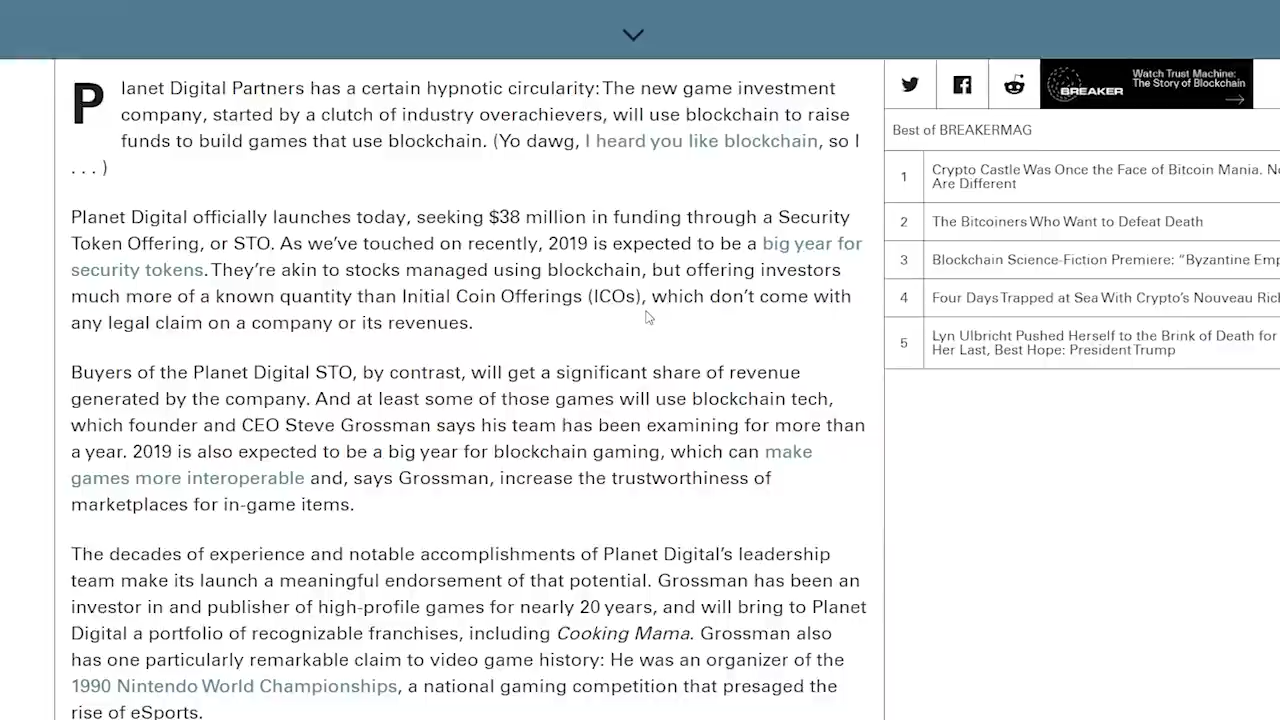 Planet Digital Partners has a certain hypnotic circularity: The new game investment
company, started by a clutch of industry overachievers, will use blockchain to raise
funds to build games that use blockchain. (Yo dawg, I heard you like blockchain, so I
. . . )
Planet Digital officially launches today, seeking $38 million in funding through a Security
Token Offering, or STO. As we’ve touched on recently, 2019 is expected to be a big year for
security tokens. They’re akin to stocks managed using blockchain, but offering investors
much more of a known quantity than Initial Coin Offerings (ICOs), which don’t come with
any legal claim on a company or its revenues.
Buyers of the Planet Digital STO, by contrast, will get a significant share of revenue
generated by the company. And at least some of those games will use blockchain tech,
which founder and CEO Steve Grossman says his team has been examining for more than
a year. 2019 is also expected to be a big year for blockchain gaming, which can make
games more interoperable and, says Grossman, increase the trustworthiness of
marketplaces for in-game items.
The decades of experience and notable accomplishments of Planet Digital’s leadership
team make its launch a meaningful endorsement of that potential. Grossman has been an
investor in and publisher of high-profile games for nearly 20 years, and will bring to Planet
Digital a portfolio of recognizable franchises, including Cooking Mama. Grossman also
has one particularly remarkable claim to video game history: He was an organizer of the
1990 Nintendo World Championships, a national gaming competition that presaged the
rise of eSports.
BREAKER
Watch Trust Machine:
The Story of Blockchain
Best of BREAKERMAG
1 Crypto Castle Was Once the Face of Bitcoin Mania. No
Are Different
2 The Bitcoiners Who Want to Defeat Death
3 Blockchain Science-Fiction Premiere: “Byzantine Emp
4 Four Days Trapped at Sea With Crypto’s Nouveau Rich
5 Lyn Ulbricht Pushed Herself to the Brink of Death for
Her Last, Best Hope: President Trump